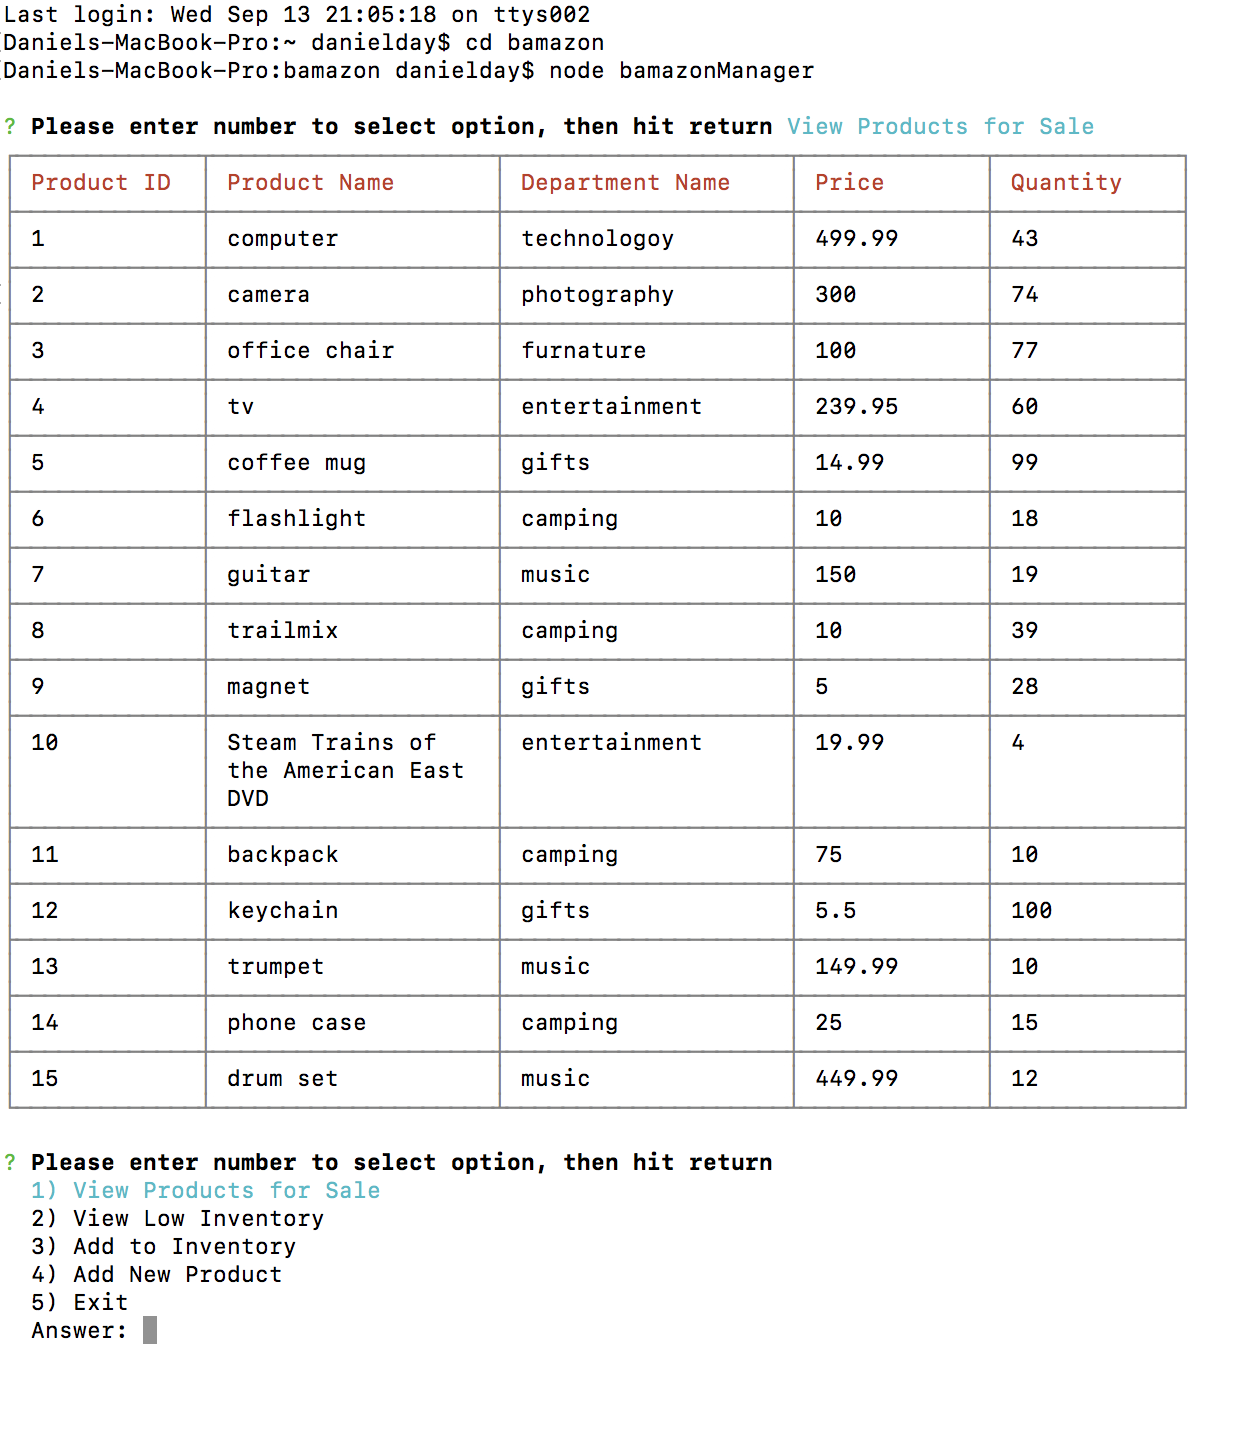 Last login: Wed Sep 13 21:05:18 on ttys002
[Daniels-MacBook-Pro:~ danielday$ cd bamazon
[Daniels-MacBook-Pro:bamazon danielday$ node bamazonManager
? Please enter number to select option, then hit return View Products for Sale
Product ID Product Name Department Name Price Quantity
1 computer technologoy 499.99 43
2 camera photography 300 74
3 office chair furnature 100 77
4 tv entertainment 239.95 60
5 coffee mug gifts 14.99 99
6 flashlight camping 10 18
7 guitar music 150 19
8 trailmix camping 10 39
9 magnet gifts 5 28
10 Steam Trains of entertainment 19.99 4
the American East
DVD
11 backpack camping 75 10
12 keychain gifts 5.5 100
13 trumpet music 149.99 10
14 phone case camping 25 15
15 drum set music 449.99 12
? Please enter number to select option, then hit return
1) View Products for Sale
2) View Low Inventory
3) Add to Inventory
4) Add New Product
5) Exit
Answer: